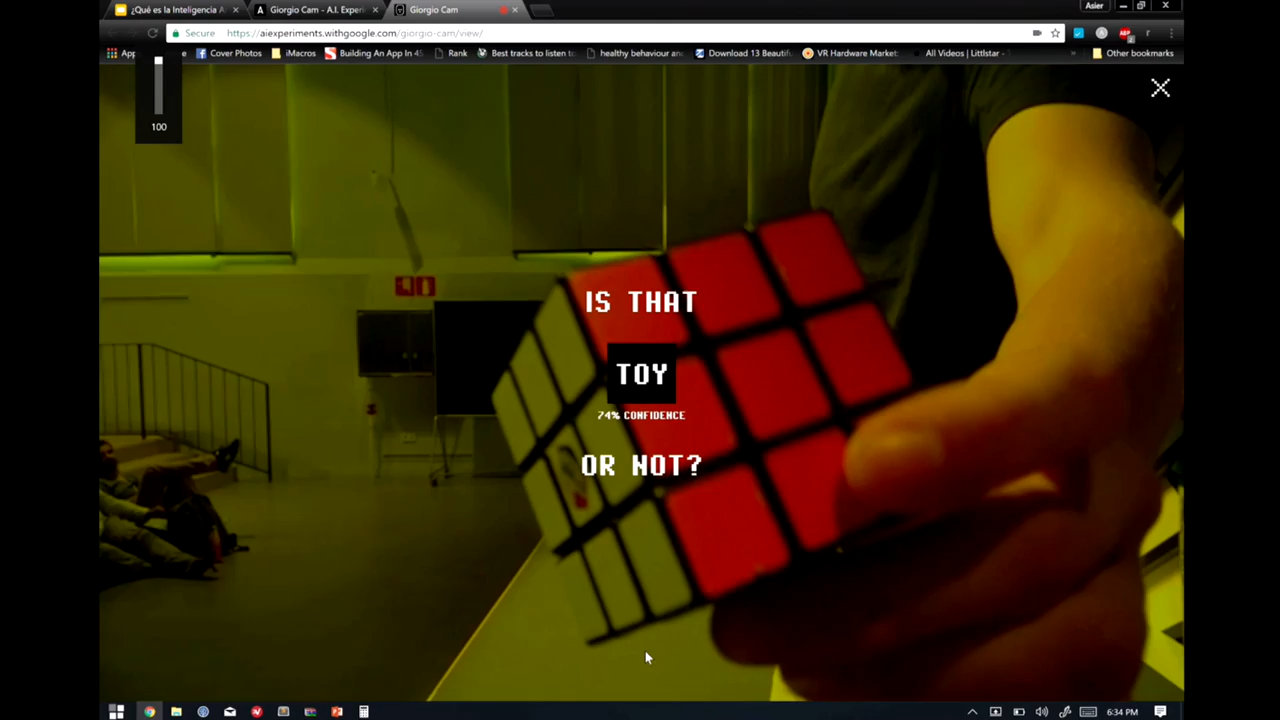 ¿Qué es la Inteligencia A
Giorgio Cam - A.I. Experi
Giorgio Cam
Asier
Secure
https://aiexperiments.withgoogle.com/giorgio-cam/view/
App
Cover Photos
iMacros
Building An App In 45
Rank
Best tracks to listen to
healthy behaviour and
Download 13 Beautif
VR Hardware Market
All Videos | Littlstar -
»
Other bookmarks
100
IS THAT
TOY
74% CONFIDENCE
OR NOT?
6:34 PM